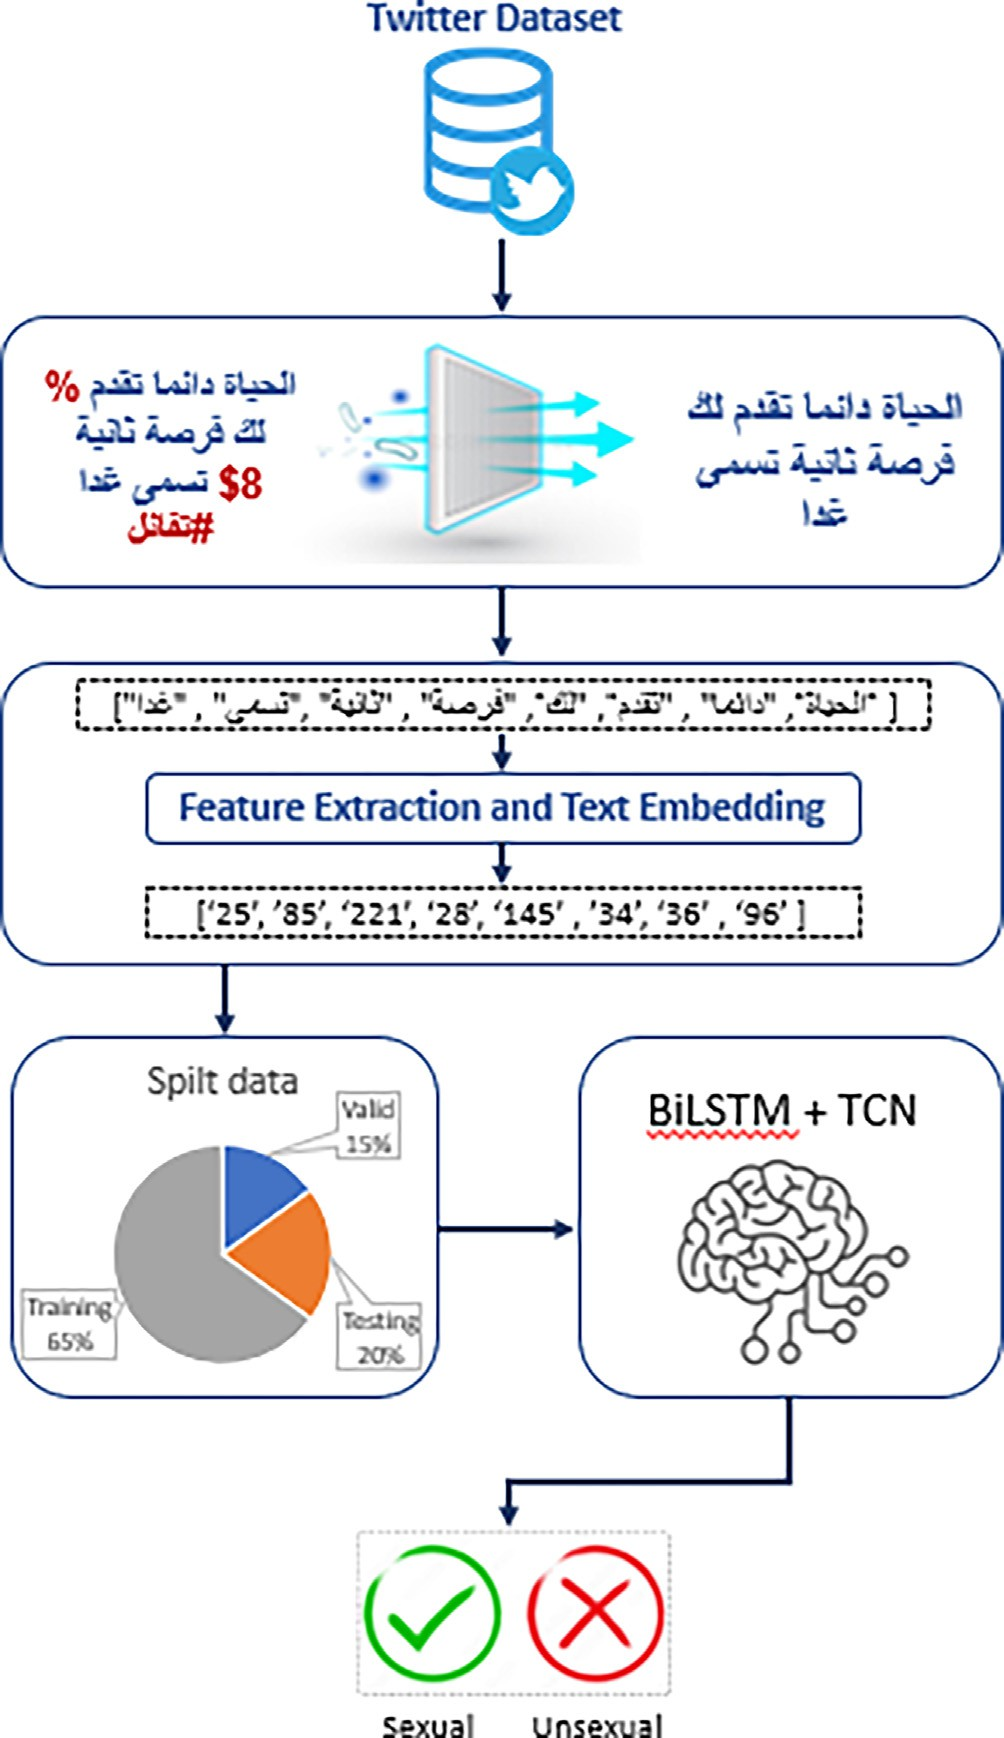 Twitter Dataset
الحياة دائما تقدم %
لك فرصة ثانية
$8 تسمى غدا
#تفائل
الحياة دائما تقدم لك
فرصة ثانية تسمى
غدا
["الحياة", "دائما" , "تقدم", "لك", "فرصة" , "ثانية", "تسمى" , "غدا"]
Feature Extraction and Text Embedding
[‘25’, ’85’, ‘221’, ‘28’, ‘145’ , ’34’, ‘36’ , ‘96’ ]
Spilt data
Valid
15%
Training
65%
Testing
20%
BiLSTM + TCN
Sexual
Unsexual